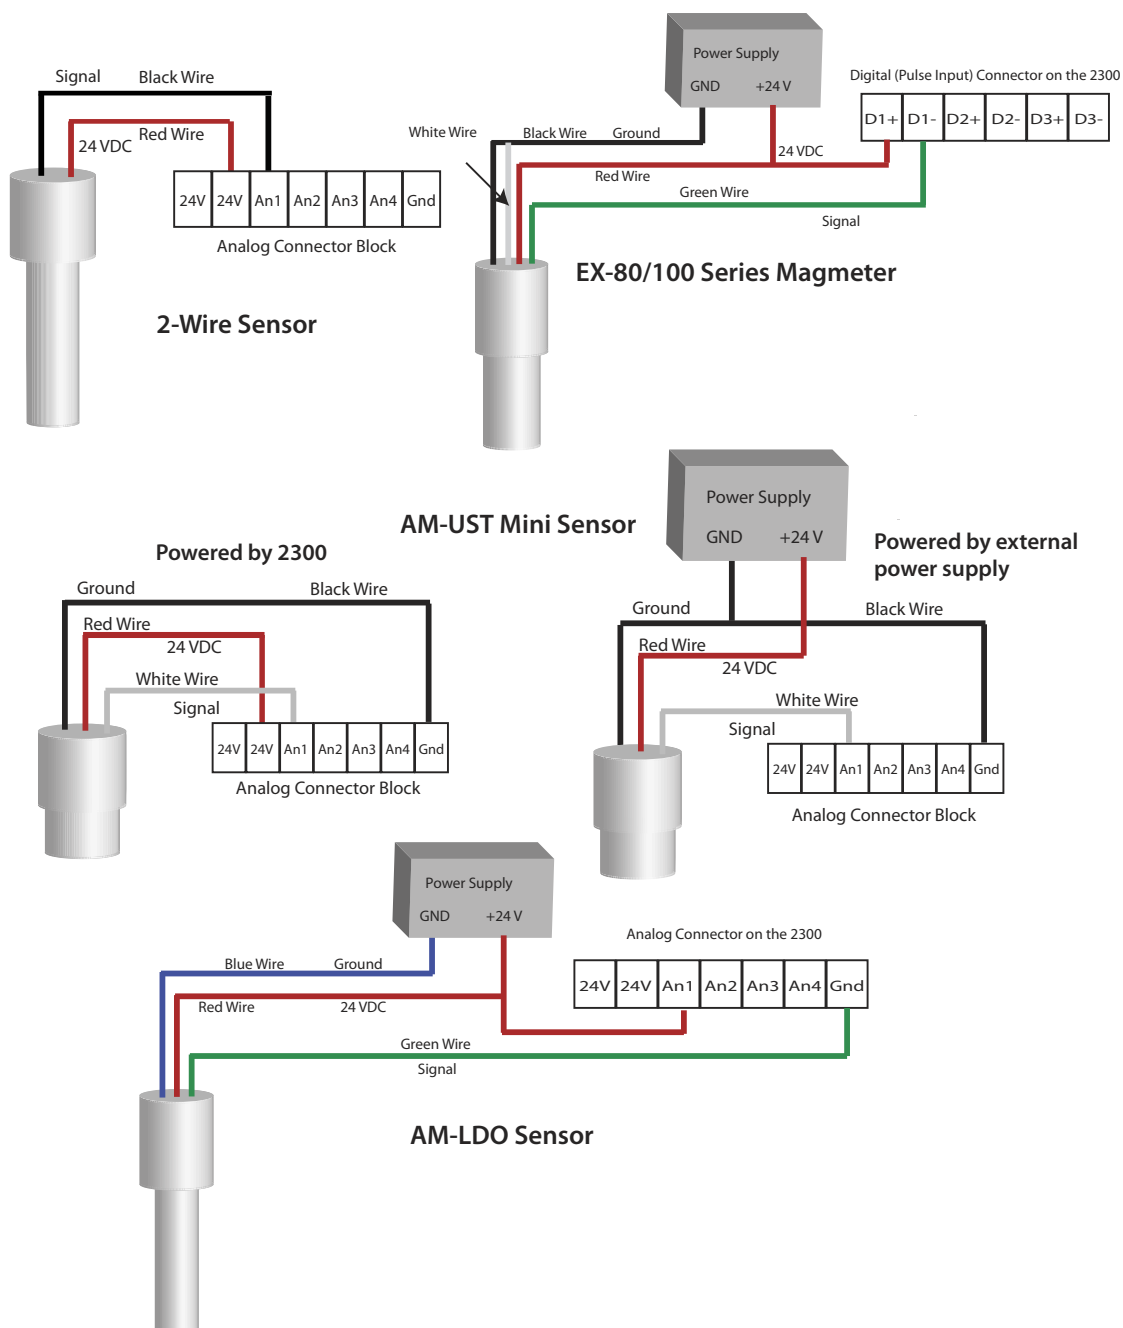 Signal Black Wire
Red Wire
24 VDC
24V 24V An1 An2 An3 An4 Gnd
Analog Connector Block
2-Wire Sensor
Power Supply
GND +24 V
Digital (Pulse Input) Connector on the 2300
D1+ D1- D2+ D2- D3+ D3-
White Wire
Black Wire Ground
24 VDC
Red Wire
Green Wire
Signal
EX-80/100 Series Magmeter
AM-UST Mini Sensor
Powered by 2300
Ground Black Wire
Red Wire
24 VDC
White Wire
Signal
24V 24V An1 An2 An3 An4 Gnd
Analog Connector Block
Power Supply
GND +24 V
Powered by external
power supply
Ground Black Wire
Red Wire
24 VDC
White Wire
Signal
24V 24V An1 An2 An3 An4 Gnd
Analog Connector Block
Power Supply
GND +24 V
Analog Connector on the 2300
24V 24V An1 An2 An3 An4 Gnd
Blue Wire Ground
Red Wire 24 VDC
Green Wire
Signal
AM-LDO Sensor